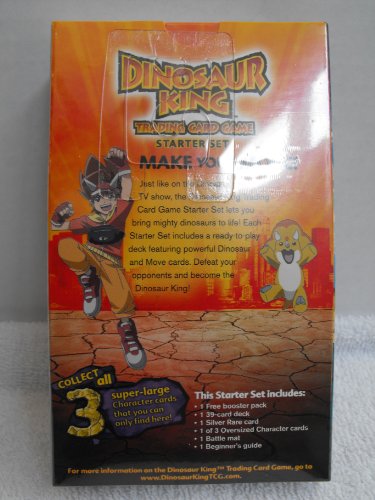 DINOSAUR
KING
TRADING CARD GAME
STARTER SET
MAKE YOUR
Just like on the Dinosaur
TV show, the Dinosaur King Trading
Card Game Starter Set lets you
bring mighty dinosaurs to life! Each
Starter Set includes a ready to play
deck featuring powerful Dinosaur
and Move cards. Defeat your
opponents and become the
Dinosaur King!
COLLECT all
3
super-large
Character cards
that you can
only find here!
This Starter Set includes:
• 1 Free booster pack
• 1 39-card deck
• 1 Silver Rare card
• 1 of 3 Oversized Character cards
• 1 Battle mat
• 1 Beginner's guide
For more information on the Dinosaur King™ Trading Card Game, go to
www.DinosaurKingTCG.com.